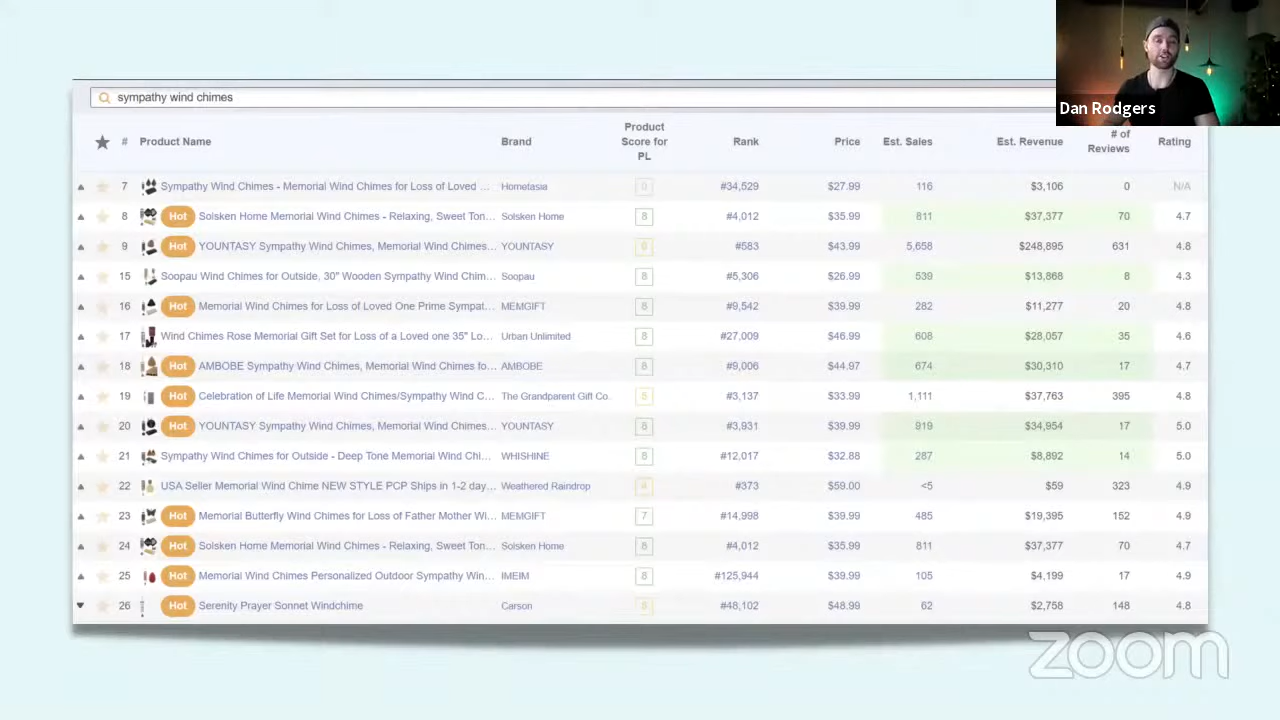 Dan Rodgers
sympathy wind chimes
★ # Product Name Brand Product Score for PL Rank Price Est. Sales Est. Revenue # of Reviews Rating
7 Sympathy Wind Chimes - Memorial Wind Chimes for Loss of Loved ... Hometasia 0 #34,529 $27.99 116 $3,106 0 N/A
8 Hot Solsken Home Memorial Wind Chimes - Relaxing, Sweet Ton... Solsken Home 8 #4,012 $35.99 811 $37,377 70 4.7
9 Hot YOUNTASY Sympathy Wind Chimes, Memorial Wind Chimes... YOUNTASY #583 $43.99 5,658 $248,895 631 4.8
15 Soopau Wind Chimes for Outside, 30" Wooden Sympathy Wind Chim... Soopau 8 #5,306 $26.99 539 $13,868 8 4.3
16 Hot Memorial Wind Chimes for Loss of Loved One Prime Sympat... MEMGIFT 8 #9,542 $39.99 282 $11,277 20 4.8
17 Wind Chimes Rose Memorial Gift Set for Loss of a Loved one 35" Lo... Urban Unlimited 8 #27,009 $46.99 608 $28,057 35 4.6
18 Hot AMBOBE Sympathy Wind Chimes, Memorial Wind Chimes fo... AMBOBE 8 #9,006 $44.97 674 $30,310 17 4.7
19 Hot Celebration of Life Memorial Wind Chimes/Sympathy Wind C... The Grandparent Gift Co. #3,137 $33.99 1,111 $37,763 395 4.8
20 Hot YOUNTASY Sympathy Wind Chimes, Memorial Wind Chimes... YOUNTASY 8 #3,931 $39.99 919 $34,954 17 5.0
21 Sympathy Wind Chimes for Outside - Deep Tone Memorial Wind Chi... WHISHINE 8 #12,017 $32.88 287 $8,892 14 5.0
22 USA Seller Memorial Wind Chime NEW STYLE PCP Ships in 1-2 day... Weathered Raindrop #373 $59.00 <5 $59 323 4.9
23 Hot Memorial Butterfly Wind Chimes for Loss of Father Mother Wi... MEMGIFT 7 #14,998 $39.99 485 $19,395 152 4.9
24 Hot Solsken Home Memorial Wind Chimes - Relaxing, Sweet Ton... Solsken Home 8 #4,012 $35.99 811 $37,377 70 4.7
25 Hot Memorial Wind Chimes Personalized Outdoor Sympathy Win... IMEIM 8 #125,944 $39.99 105 $4,199 17 4.9
26 Hot Serenity Prayer Sonnet Windchime Carson #48,102 $48.99 62 $2,758 148 4.8
zoom